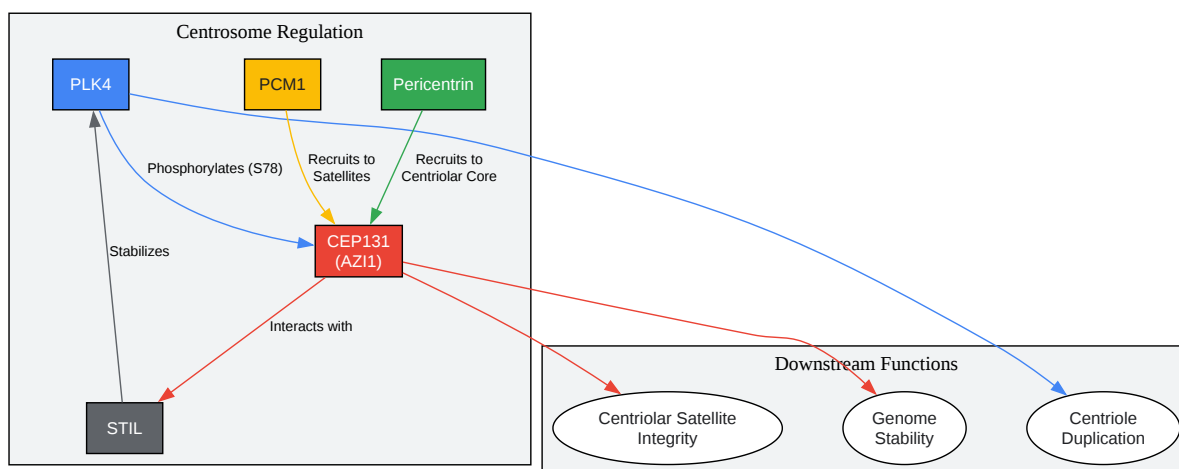 Centrosome Regulation
PLK4
PCM1
Pericentrin
Phosphorylates (S78)
Recruits to
Satellites
Recruits to
Centriolar Core
CEP131
(AZI1)
Stabilizes
Interacts with
STIL
Downstream Functions
Centriolar Satellite
Integrity
Genome
Stability
Centriole
Duplication